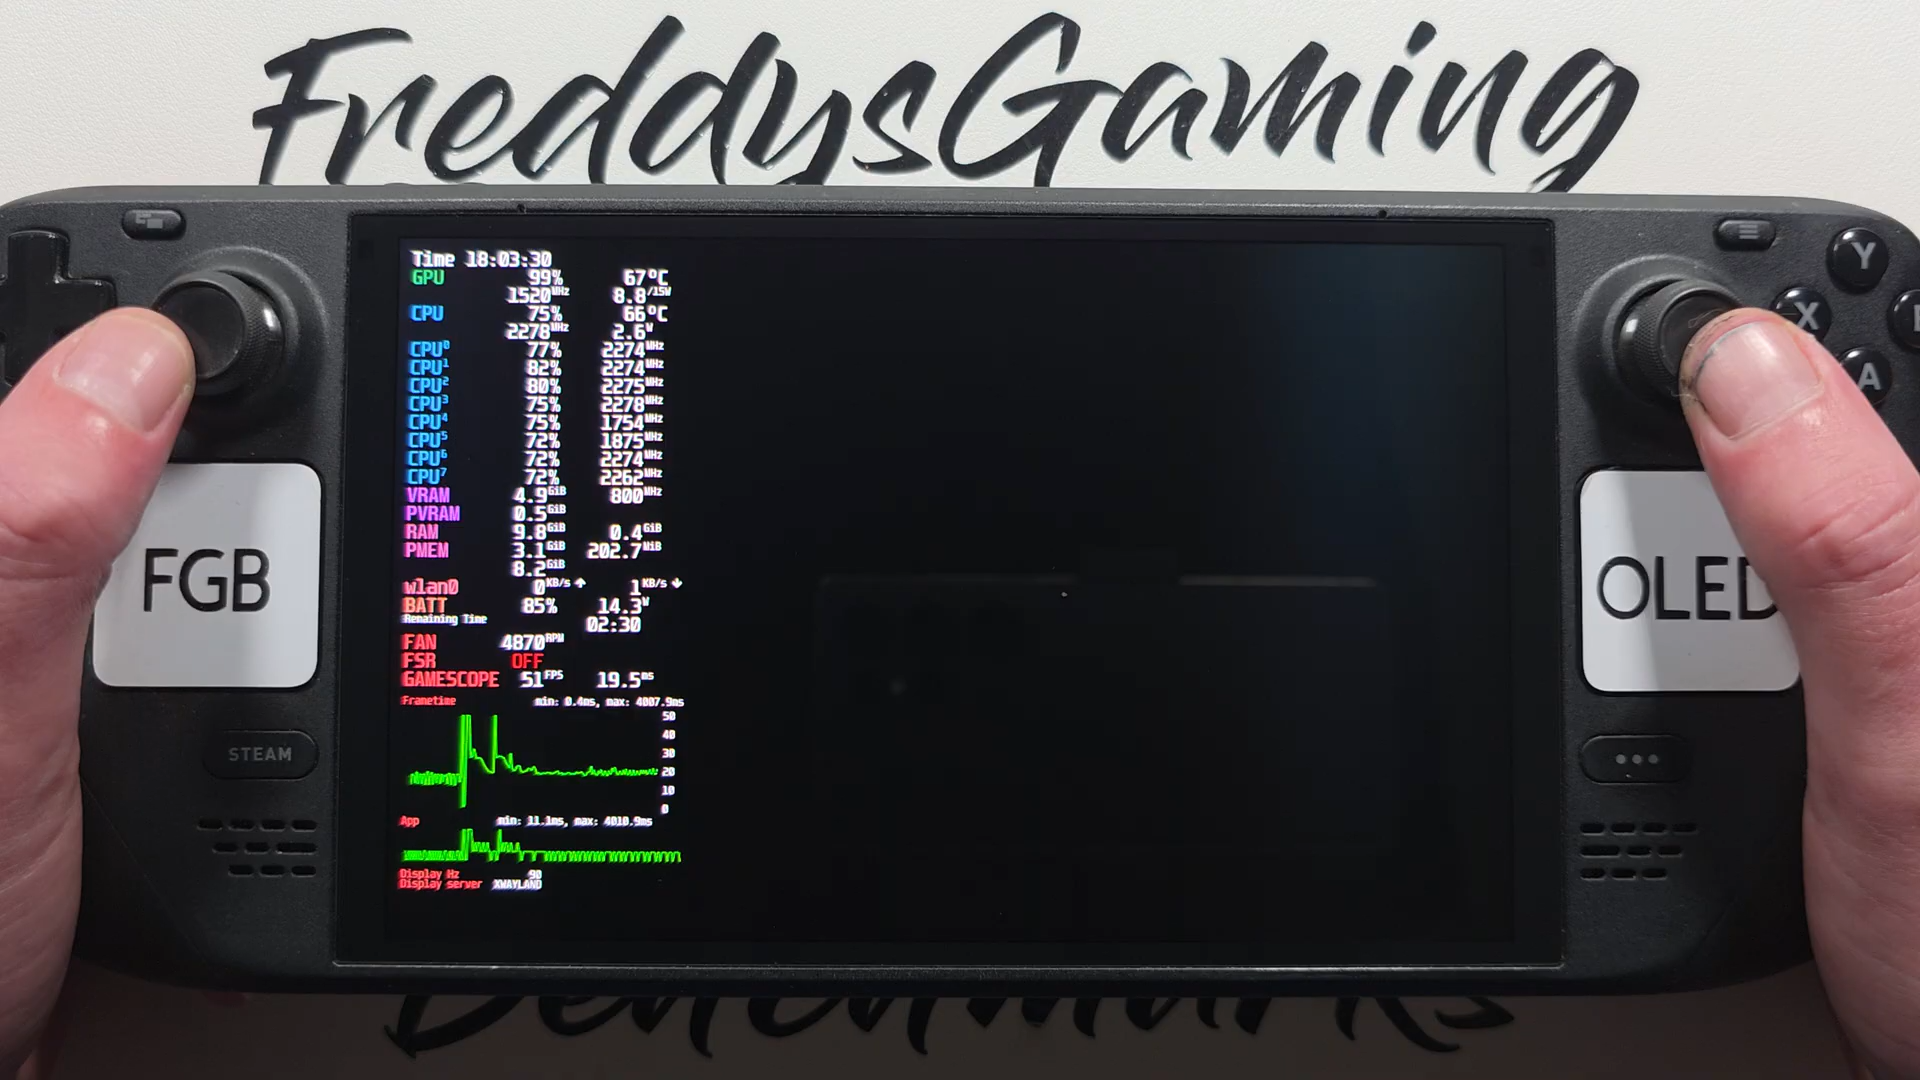 FreddysGaming
Time 18:03:30
GPU 99% 67°C
1520MHz 8.8/15W
CPU 75% 66°C
2278MHz 2.6W
CPU0 77% 2274MHz
CPU1 82% 2274MHz
CPU2 80% 2275MHz
CPU3 75% 2278MHz
CPU4 75% 1754MHz
CPU5 72% 1875MHz
CPU6 72% 2274MHz
CPU7 72% 2262MHz
VRAM 4.9GiB 800MHz
PVRAM 0.5GiB
RAM 9.8GiB 0.4GiB
PMEM 3.1GiB 202.7MiB
8.2GiB
wlan0 0KB/s ↑ 1KB/s ↓
BATT 85% 14.3W
Remaining Time 02:30
FAN 4870RPM
FSR OFF
GAMESCOPE 51FPS 19.5ms
Frametime min: 0.4ms, max: 4007.9ms
50
40
30
20
10
0
App min: 11.1ms, max: 4010.9ms
Display Hz 90
Display server XWAYLAND
FGB
STEAM
Y
X
A
OLED
Benchmarks